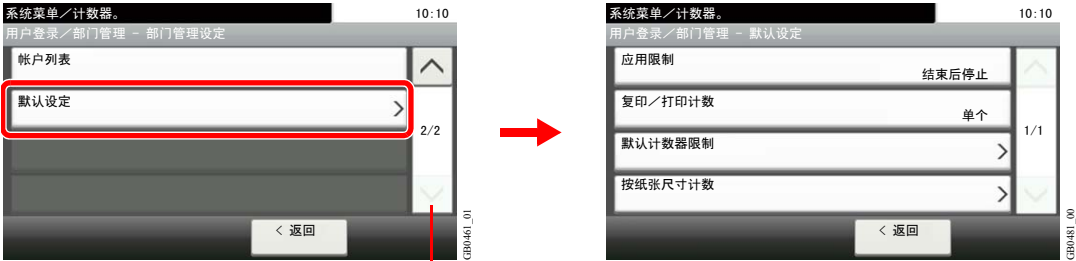 系统菜单／计数器。 10:10
用户登录／部门管理 - 部门管理设定
帐户列表
默认设定
2/2
< 返回
GB0461_01
系统菜单／计数器。 10:10
用户登录／部门管理 - 默认设定
应用限制
结束后停止
复印／打印计数
单个
1/1
默认计数器限制
按纸张尺寸计数
< 返回
GB0481_00